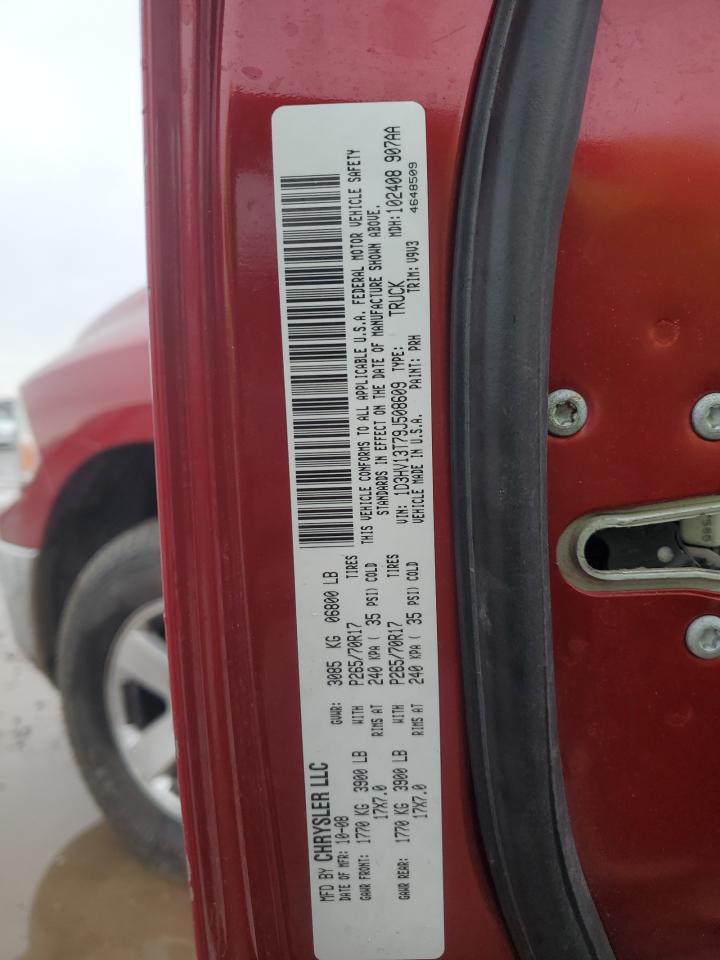 MFD BY CHRYSLER LLC
DATE OF MFR: 10-08 GVWR: 3085 KG 06800 LB
GAWR FRONT: 1770 KG 3900 LB WITH P265/70R17 TIRES
17X7.0 RIMS AT 240 KPA ( 35 PSI) COLD
GAWR REAR: 1770 KG 3900 LB WITH P265/70R17 TIRES
17X7.0 RIMS AT 240 KPA ( 35 PSI) COLD
THIS VEHICLE CONFORMS TO ALL APPLICABLE U.S.A. FEDERAL MOTOR VEHICLE SAFETY
STANDARDS IN EFFECT ON THE DATE OF MANUFACTURE SHOWN ABOVE.
VIN: 1D3HV13T79J508609 TYPE: TRUCK MDH: 102408 907AA
VEHICLE MADE IN U.S.A. PAINT: PRH TRIM: V9V3 4648509